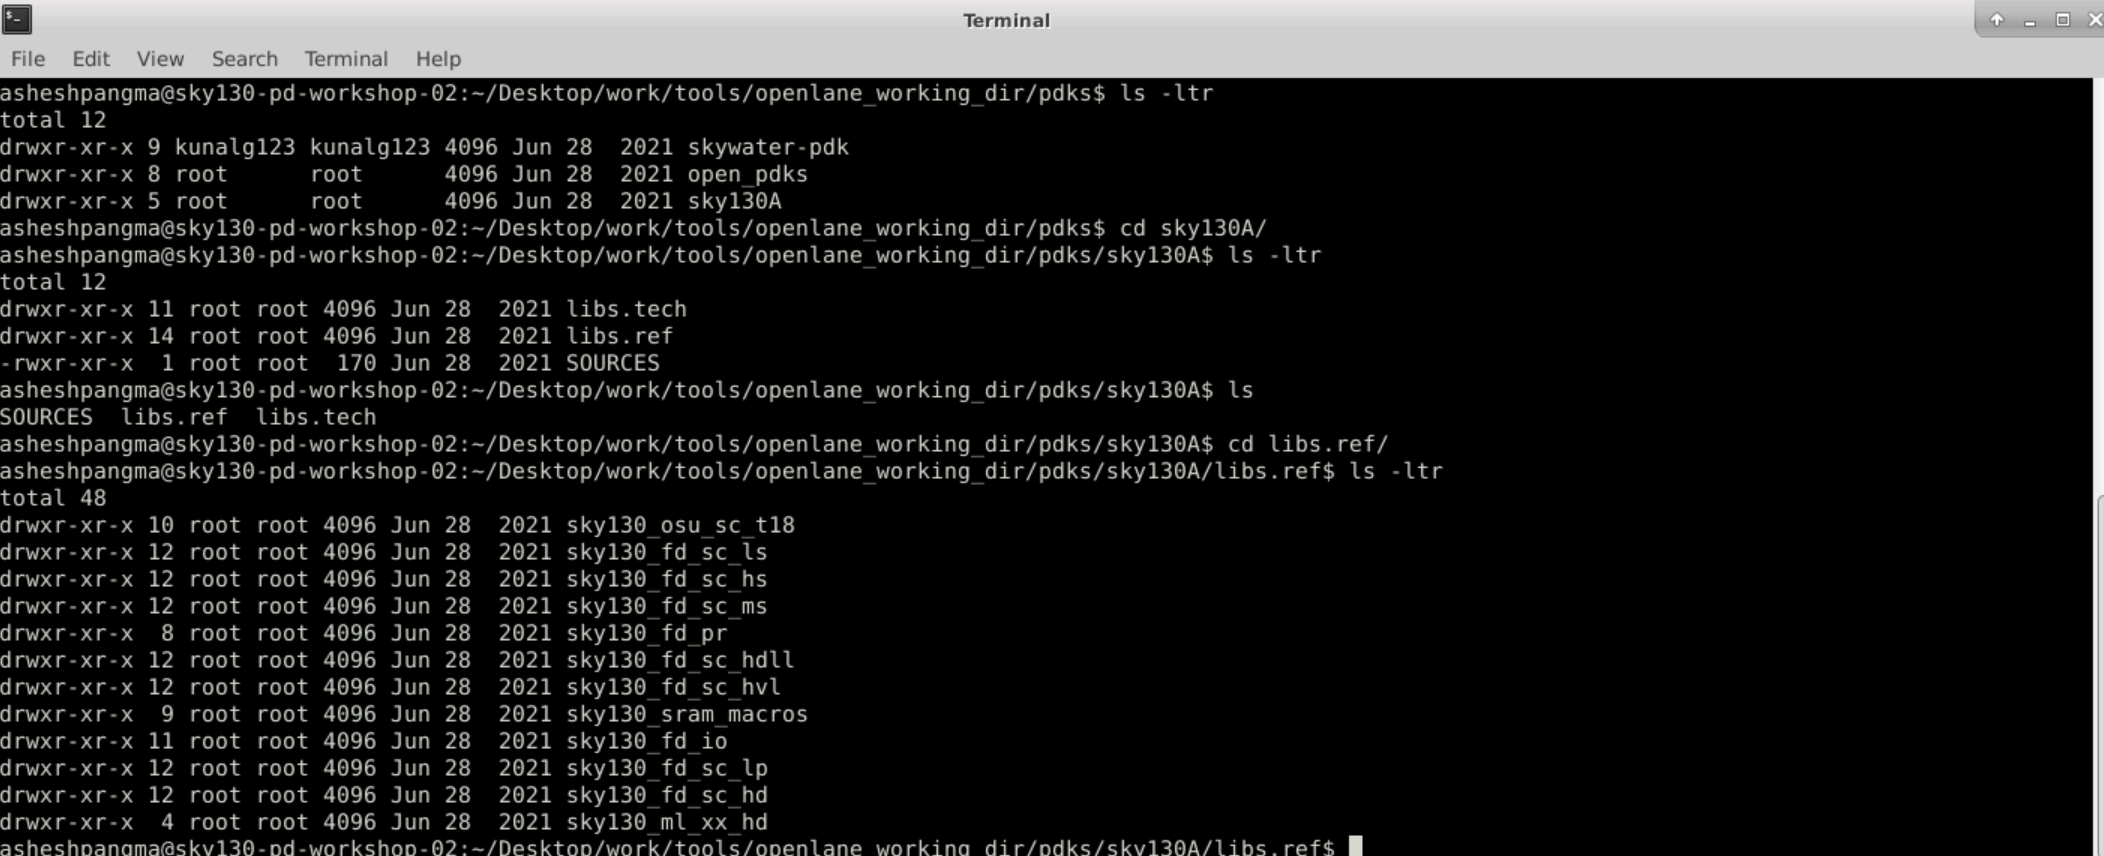 Terminal
File Edit View Search Terminal Help
asheshpangma@sky130-pd-workshop-02:~/Desktop/work/tools/openlane_working_dir/pdks$ ls -ltr
total 12
drwxr-xr-x 9 kunalg123 kunalg123 4096 Jun 28  2021 skywater-pdk
drwxr-xr-x 8 root      root      4096 Jun 28  2021 open_pdks
drwxr-xr-x 5 root      root      4096 Jun 28  2021 sky130A
asheshpangma@sky130-pd-workshop-02:~/Desktop/work/tools/openlane_working_dir/pdks$ cd sky130A/
asheshpangma@sky130-pd-workshop-02:~/Desktop/work/tools/openlane_working_dir/pdks/sky130A$ ls -ltr
total 12
drwxr-xr-x 11 root root 4096 Jun 28  2021 libs.tech
drwxr-xr-x 14 root root 4096 Jun 28  2021 libs.ref
-rwxr-xr-x  1 root root  170 Jun 28  2021 SOURCES
asheshpangma@sky130-pd-workshop-02:~/Desktop/work/tools/openlane_working_dir/pdks/sky130A$ ls
SOURCES  libs.ref  libs.tech
asheshpangma@sky130-pd-workshop-02:~/Desktop/work/tools/openlane_working_dir/pdks/sky130A$ cd libs.ref/
asheshpangma@sky130-pd-workshop-02:~/Desktop/work/tools/openlane_working_dir/pdks/sky130A/libs.ref$ ls -ltr
total 48
drwxr-xr-x 10 root root 4096 Jun 28  2021 sky130_osu_sc_t18
drwxr-xr-x 12 root root 4096 Jun 28  2021 sky130_fd_sc_ls
drwxr-xr-x 12 root root 4096 Jun 28  2021 sky130_fd_sc_hs
drwxr-xr-x 12 root root 4096 Jun 28  2021 sky130_fd_sc_ms
drwxr-xr-x  8 root root 4096 Jun 28  2021 sky130_fd_pr
drwxr-xr-x 12 root root 4096 Jun 28  2021 sky130_fd_sc_hdll
drwxr-xr-x 12 root root 4096 Jun 28  2021 sky130_fd_sc_hvl
drwxr-xr-x  9 root root 4096 Jun 28  2021 sky130_sram_macros
drwxr-xr-x 11 root root 4096 Jun 28  2021 sky130_fd_io
drwxr-xr-x 12 root root 4096 Jun 28  2021 sky130_fd_sc_lp
drwxr-xr-x 12 root root 4096 Jun 28  2021 sky130_fd_sc_hd
drwxr-xr-x  4 root root 4096 Jun 28  2021 sky130_ml_xx_hd
asheshpangma@sky130-pd-workshop-02:~/Desktop/work/tools/openlane_working_dir/pdks/sky130A/libs.ref$